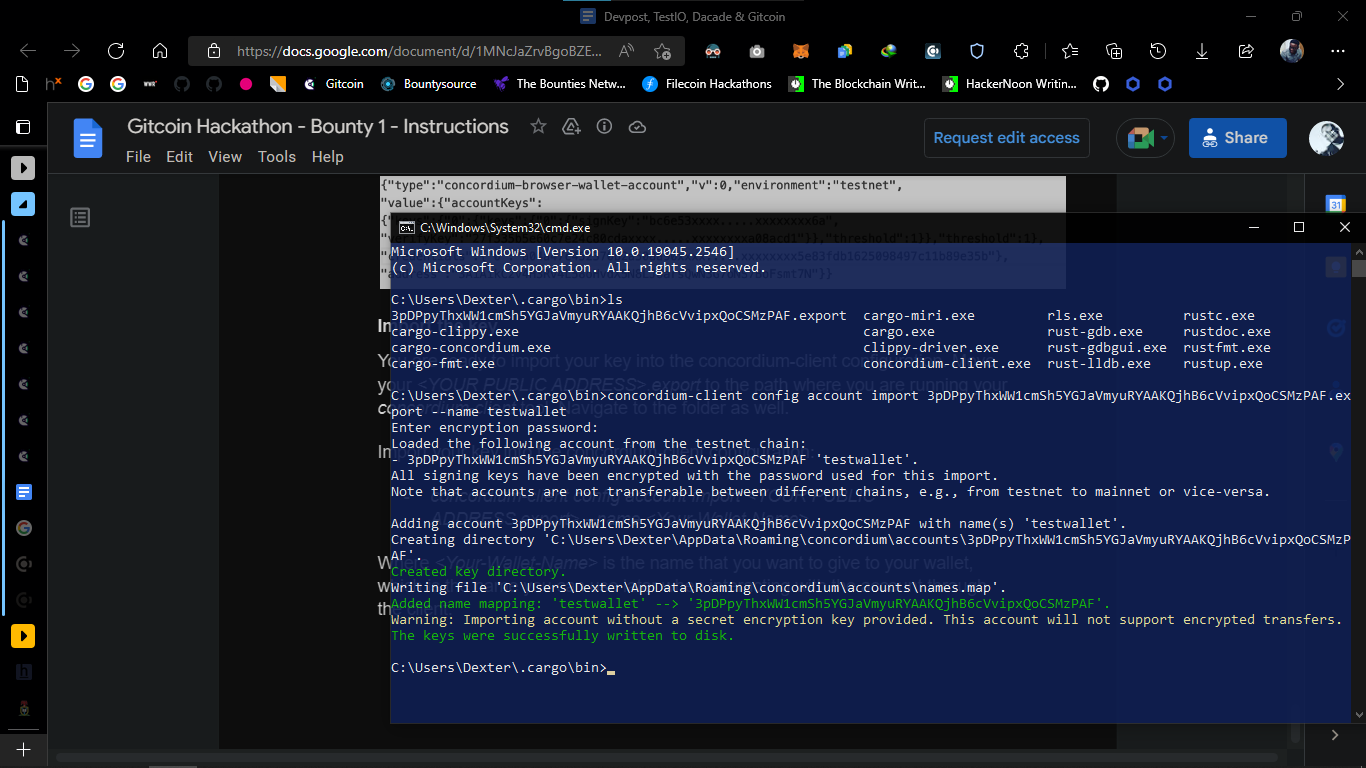 Devpost, TestIO, Dacade & Gitcoin
https://docs.google.com/document/d/1MNcJaZrvBgoBZE...
Gitcoin
Bountysource
The Bounties Netw...
Filecoin Hackathons
The Blockchain Writ...
HackerNoon Writin...
Gitcoin Hackathon - Bounty 1 - Instructions
File Edit View Tools Help
Request edit access
Share
{"type":"concordium-browser-wallet-account","v":0,"environment":"testnet",
"value":{"accountKeys":
C:\Windows\System32\cmd.exe
Microsoft Windows [Version 10.0.19045.2546]
(c) Microsoft Corporation. All rights reserved.
C:\Users\Dexter\.cargo\bin>ls
3pDPpyThxWW1cmSh5YGJaVmyuRYAAKQjhB6cVvipxQoCSMzPAF.export cargo-miri.exe rls.exe rustc.exe
cargo-clippy.exe cargo.exe rust-gdb.exe rustdoc.exe
cargo-concordium.exe clippy-driver.exe rust-gdbgui.exe rustfmt.exe
cargo-fmt.exe concordium-client.exe rust-lldb.exe rustup.exe
C:\Users\Dexter\.cargo\bin>concordium-client config account import 3pDPpyThxWW1cmSh5YGJaVmyuRYAAKQjhB6cVvipxQoCSMzPAF.ex
port --name testwallet
Enter encryption password:
Loaded the following account from the testnet chain:
- 3pDPpyThxWW1cmSh5YGJaVmyuRYAAKQjhB6cVvipxQoCSMzPAF 'testwallet'.
All signing keys have been encrypted with the password used for this import.
Note that accounts are not transferable between different chains, e.g., from testnet to mainnet or vice-versa.
Adding account 3pDPpyThxWW1cmSh5YGJaVmyuRYAAKQjhB6cVvipxQoCSMzPAF with name(s) 'testwallet'.
Creating directory 'C:\Users\Dexter\AppData\Roaming\concordium\accounts\3pDPpyThxWW1cmSh5YGJaVmyuRYAAKQjhB6cVvipxQoCSMzP
AF'.
Created key directory.
Writing file 'C:\Users\Dexter\AppData\Roaming\concordium\accounts\names.map'.
Added name mapping: 'testwallet' --> '3pDPpyThxWW1cmSh5YGJaVmyuRYAAKQjhB6cVvipxQoCSMzPAF'.
Warning: Importing account without a secret encryption key provided. This account will not support encrypted transfers.
The keys were successfully written to disk.
C:\Users\Dexter\.cargo\bin>